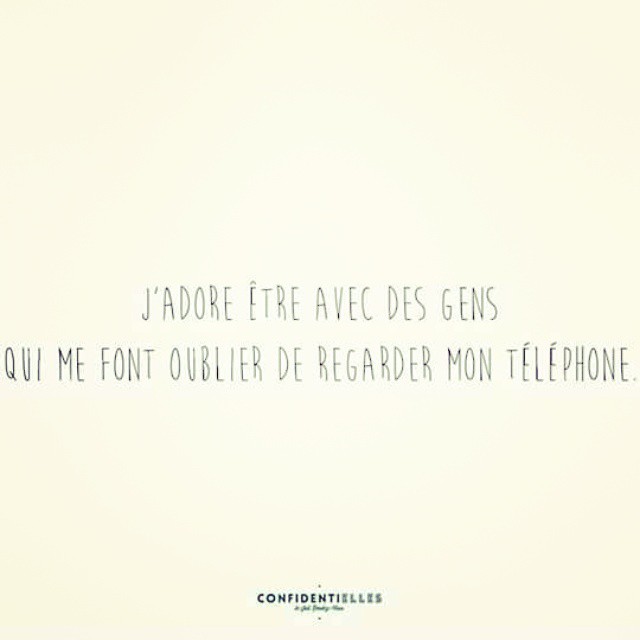 J'ADORE ÊTRE AVEC DES GENS
QUI ME FONT OUBLIER DE REGARDER MON TÉLÉPHONE.
CONFIDENTIELLES